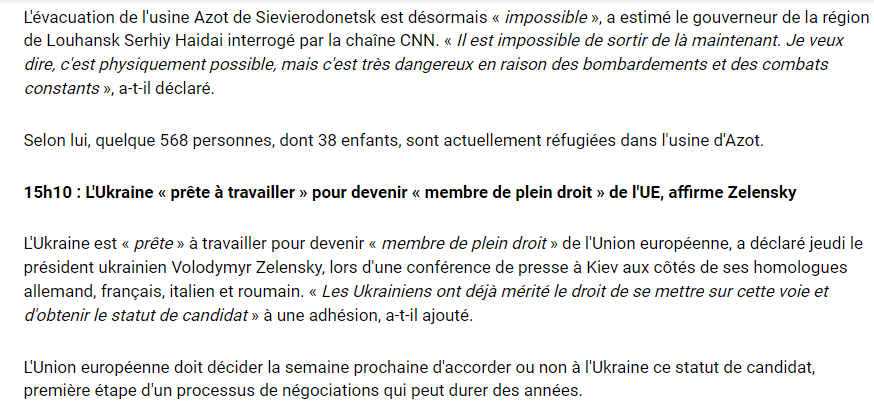 L'évacuation de l'usine Azot de Sievierodonetsk est désormais « impossible », a estimé le gouverneur de la région
de Louhansk Serhiy Haidai interrogé par la chaîne CNN. « Il est impossible de sortir de là maintenant. Je veux
dire, c'est physiquement possible, mais c'est très dangereux en raison des bombardements et des combats
constants », a-t-il déclaré.
Selon lui, quelque 568 personnes, dont 38 enfants, sont actuellement réfugiées dans l'usine d'Azot.
15h10 : L'Ukraine « prête à travailler » pour devenir « membre de plein droit » de l'UE, affirme Zelensky
L'Ukraine est « prête » à travailler pour devenir « membre de plein droit » de l'Union européenne, a déclaré jeudi le
président ukrainien Volodymyr Zelensky, lors d'une conférence de presse à Kiev aux côtés de ses homologues
allemand, français, italien et roumain. « Les Ukrainiens ont déjà mérité le droit de se mettre sur cette voie et
d'obtenir le statut de candidat » à une adhésion, a-t-il ajouté.
L'Union européenne doit décider la semaine prochaine d'accorder ou non à l'Ukraine ce statut de candidat,
première étape d'un processus de négociations qui peut durer des années.